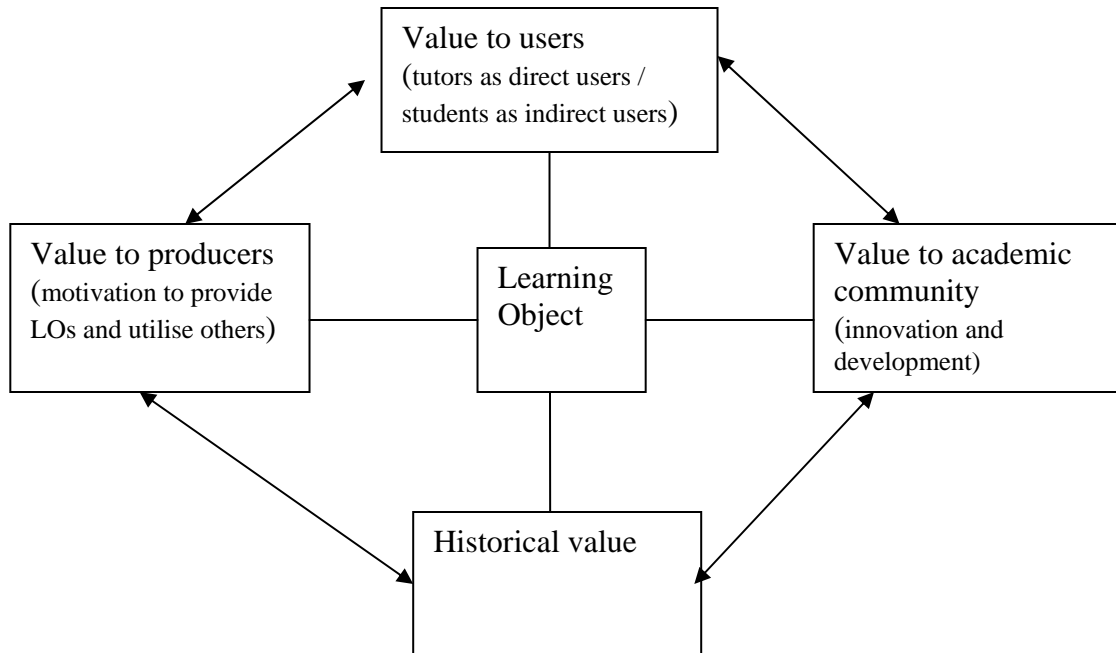 Value to users
(tutors as direct users /
students as indirect users)
Value to producers
(motivation to provide
LOs and utilise others)
Learning
Object
Value to academic
community
(innovation and
development)
Historical value